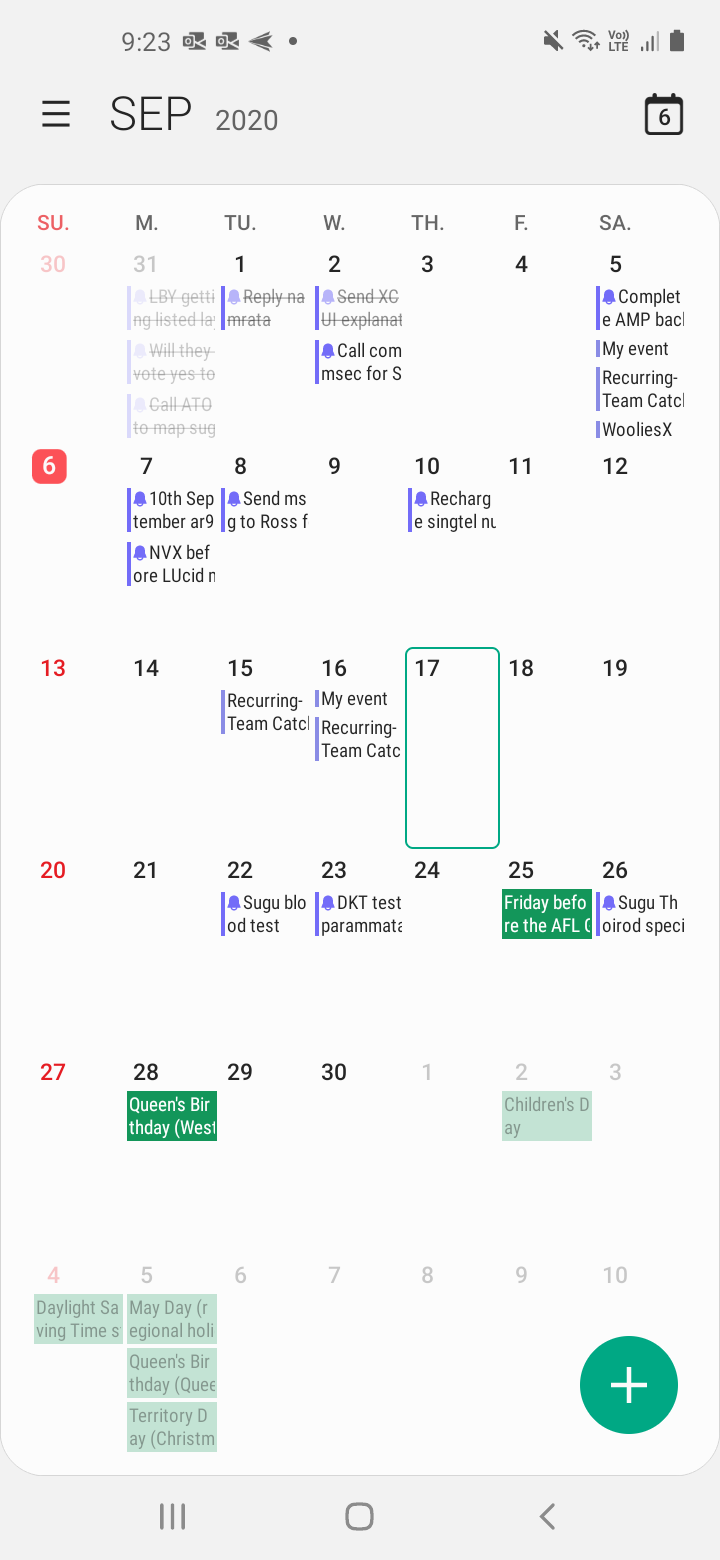 9:23
Vo))
LTE
SEP 2020
6
SU. M. TU. W. TH. F. SA.
30 31 1 2 3 4 5
LBY getti
ng listed la
Will they
vote yes to
Call ATO
to map sug
Reply na
mrata
Send XC
UI explanat
Call com
msec for S
Complet
e AMP bac
My event
Recurring-
Team Catc
WooliesX
6 7 8 9 10 11 12
10th Sep
tember ar9
NVX bef
ore LUcid
Send ms
g to Ross f
Recharg
e singtel
13 14 15 16 17 18 19
Recurring-
Team Catc
My event
Recurring-
Team Catc
20 21 22 23 24 25 26
Sugu blo
od test
DKT test
parammata
Friday befo
re the AFL
Sugu Th
oirod speci
27 28 29 30 1 2 3
Queen's Bir
thday (West
Children's D
ay
4 5 6 7 8 9 10
Daylight Sa
ving Time s
May Day (r
egional holi
Queen's Bir
thday (Quee
Territory D
ay (Christm